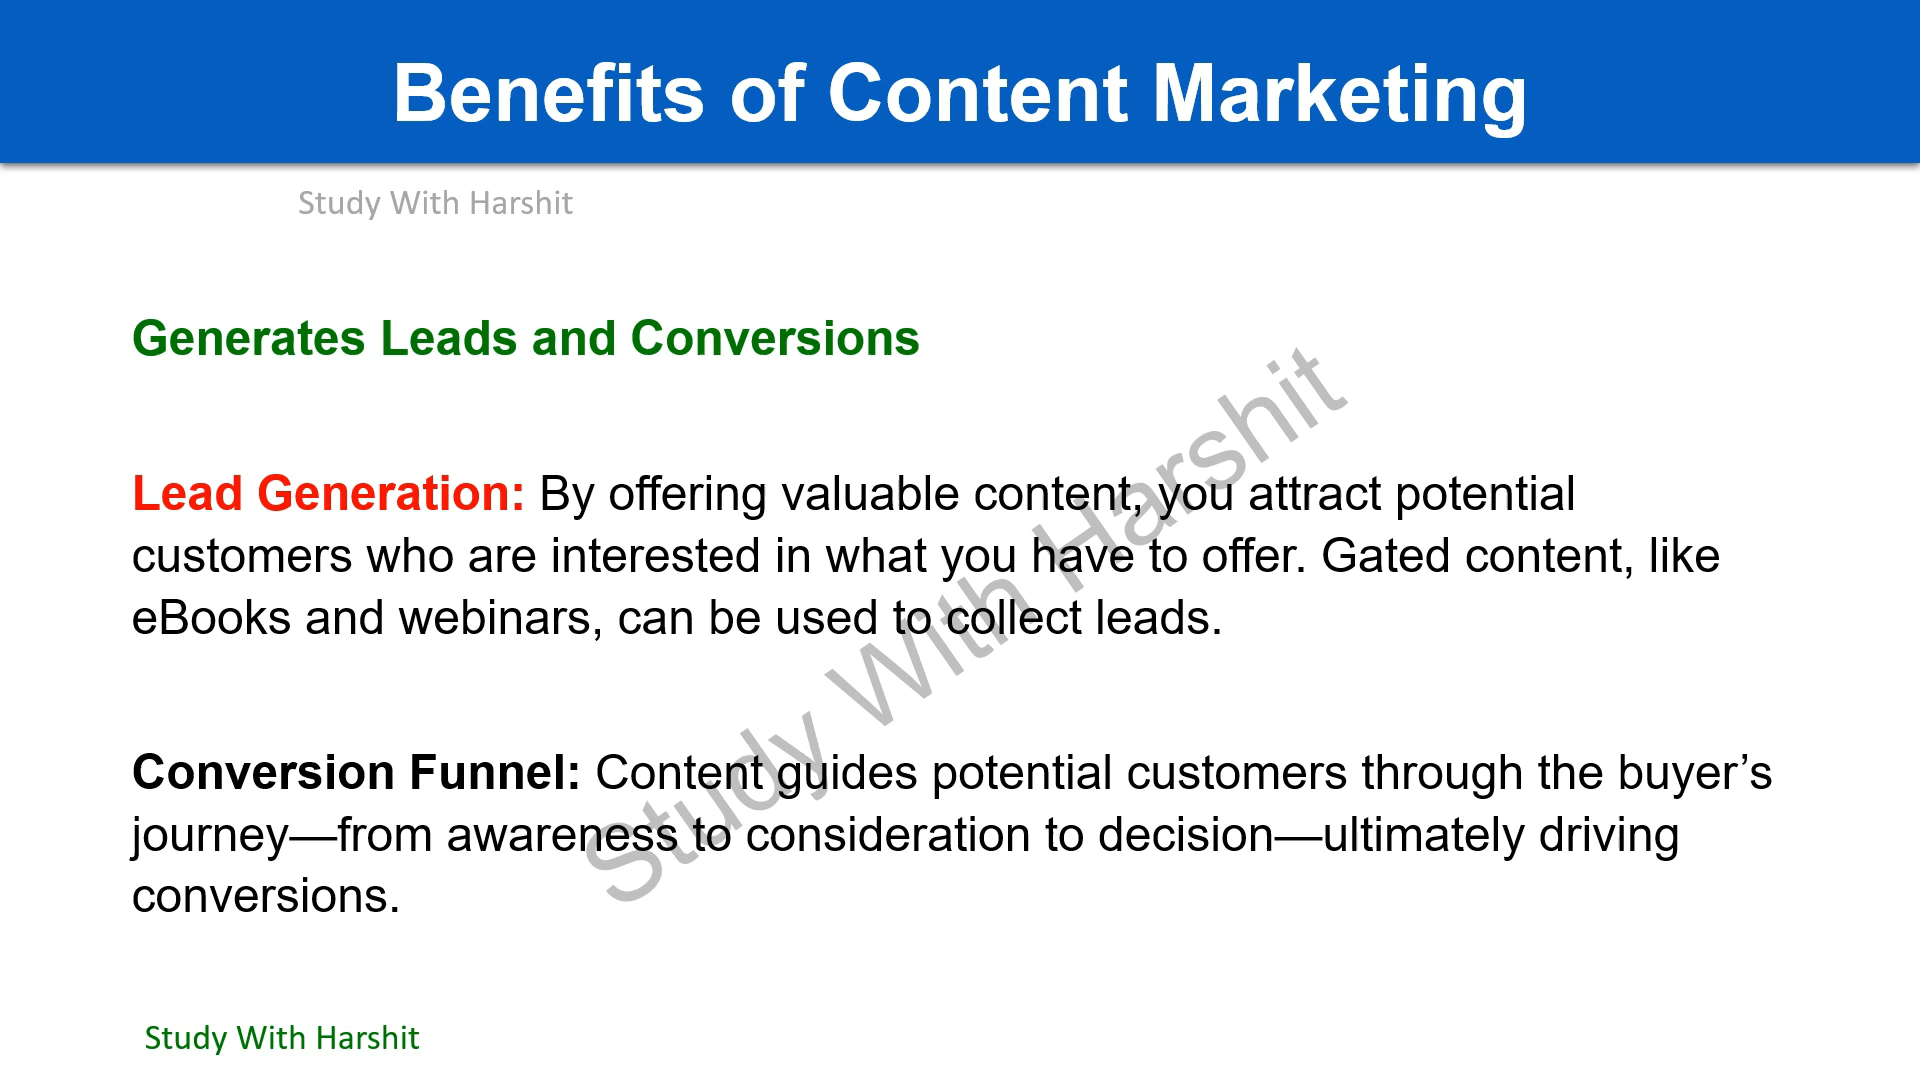 Benefits of Content Marketing
Study With Harshit
Generates Leads and Conversions
Lead Generation: By offering valuable content, you attract potential
customers who are interested in what you have to offer. Gated content, like
eBooks and webinars, can be used to collect leads.
Study With Harshit
Conversion Funnel: Content guides potential customers through the buyer’s
journey—from awareness to consideration to decision—ultimately driving
conversions.
Study With Harshit